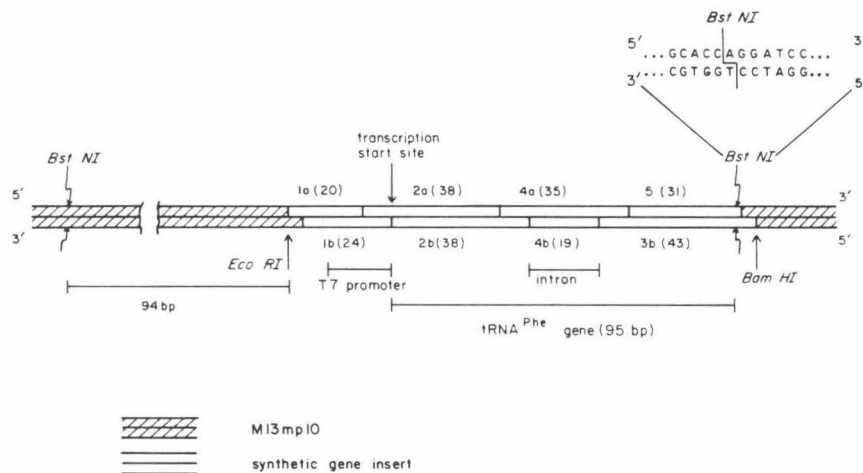 Bst NI
5' 3
...GCACCAGGATCC...
...CGTGGTCCTAGG...
3' 5
transcription
start site
Bst NI
Bst NI
1a (20) 2a (38) 4a (35) 5 (31)
5' 3'
3' 5'
1b (24) 2b (38) 4b (19) 3b (43)
Eco RI
Bam HI
T7 promoter
intron
94 bp
tRNA Phe gene (95 bp)
M13mp10
synthetic gene insert